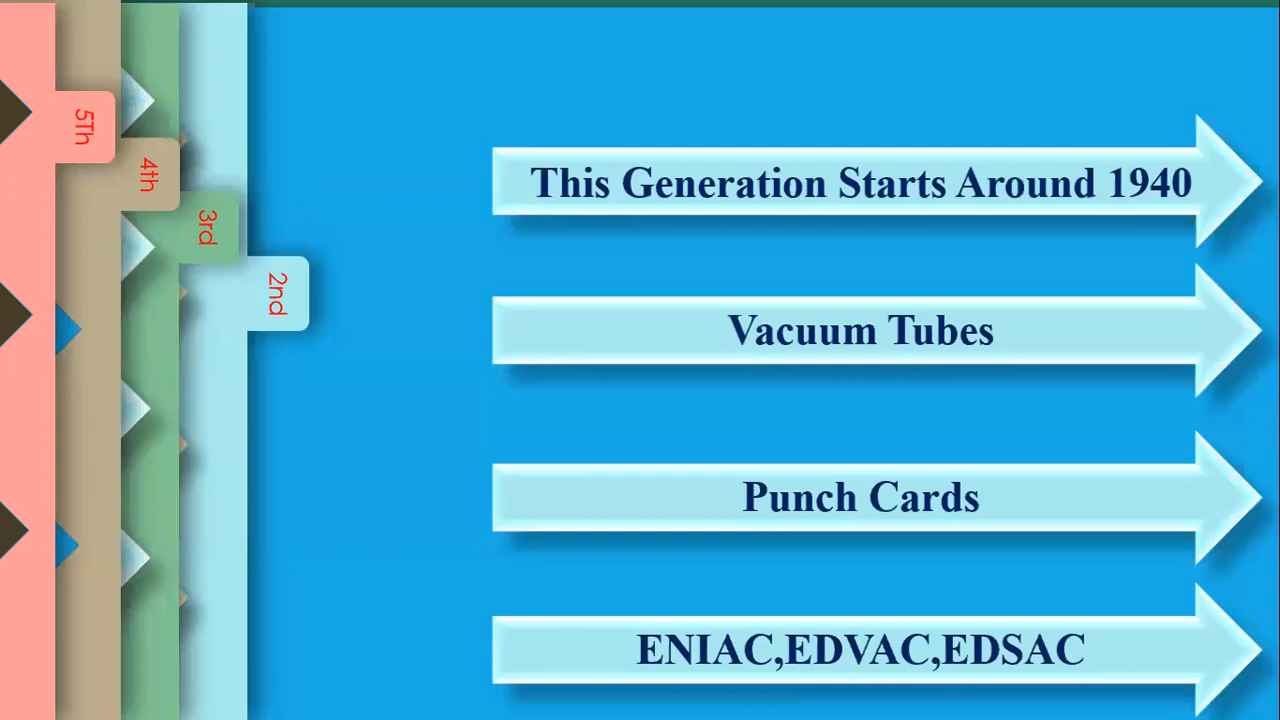 5Th
4th
3rd
2nd
This Generation Starts Around 1940
Vacuum Tubes
Punch Cards
ENIAC,EDVAC,EDSAC